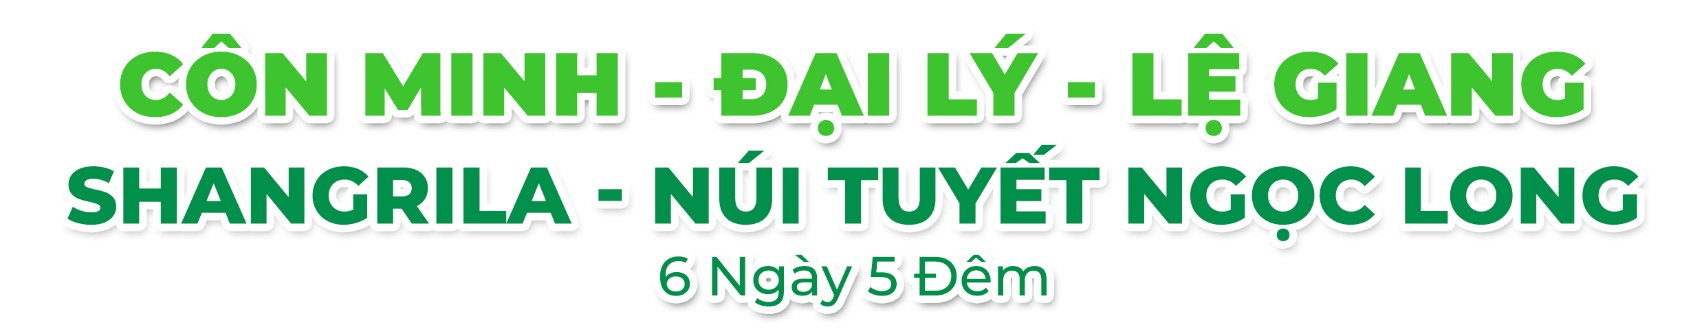 CÔN MINH - ĐẠI LÝ - LỆ GIANG
SHANGRILA - NÚI TUYẾT NGỌC LONG
6 Ngày 5 Đêm